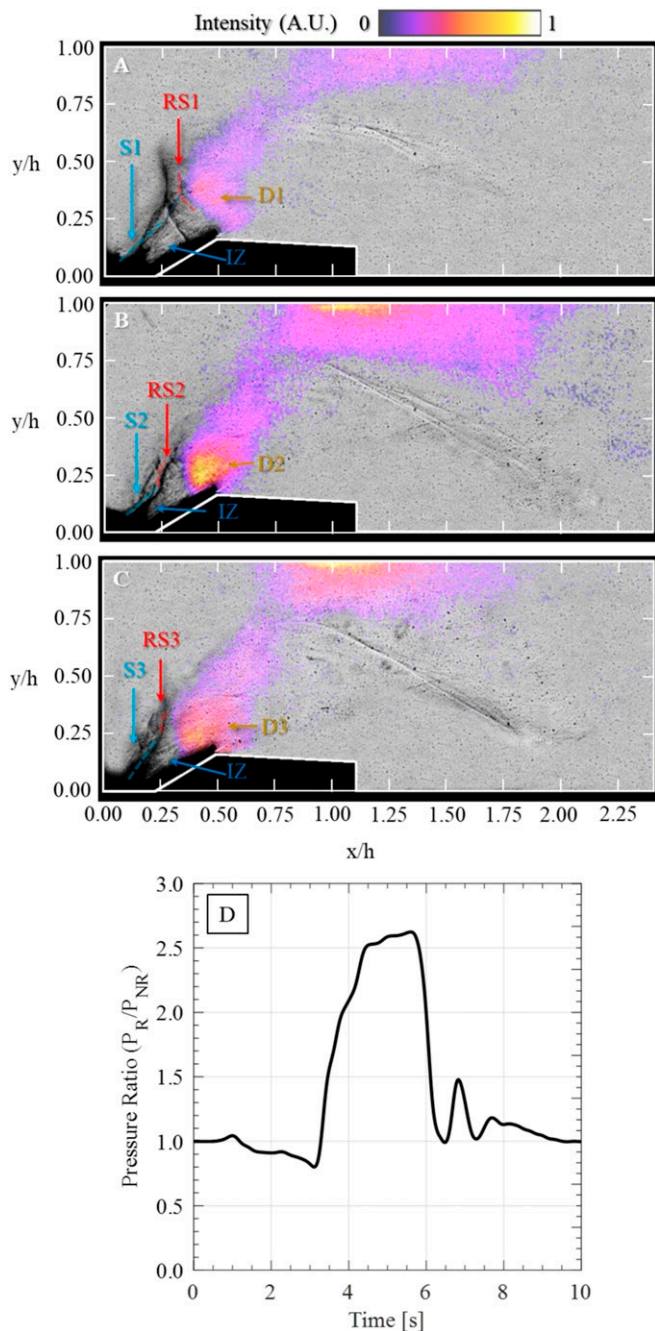 Intensity (A.U.) 0 1
1.00
A
0.75
RS1
y/h
S1
0.50
D1
0.25
IZ
0.00
1.00
B
0.75
RS2
y/h
S2
0.50
D2
0.25
IZ
0.00
1.00
C
0.75
RS3
y/h
S3
0.50
D3
0.25
IZ
0.00
0.00 0.25 0.50 0.75 1.00 1.25 1.50 1.75 2.00 2.25
x/h
3.0
D
2.5
2.0
Pressure Ratio (P_R/P_NR)
1.5
1.0
0.5
0.0
0 2 4 6 8 10
Time [s]